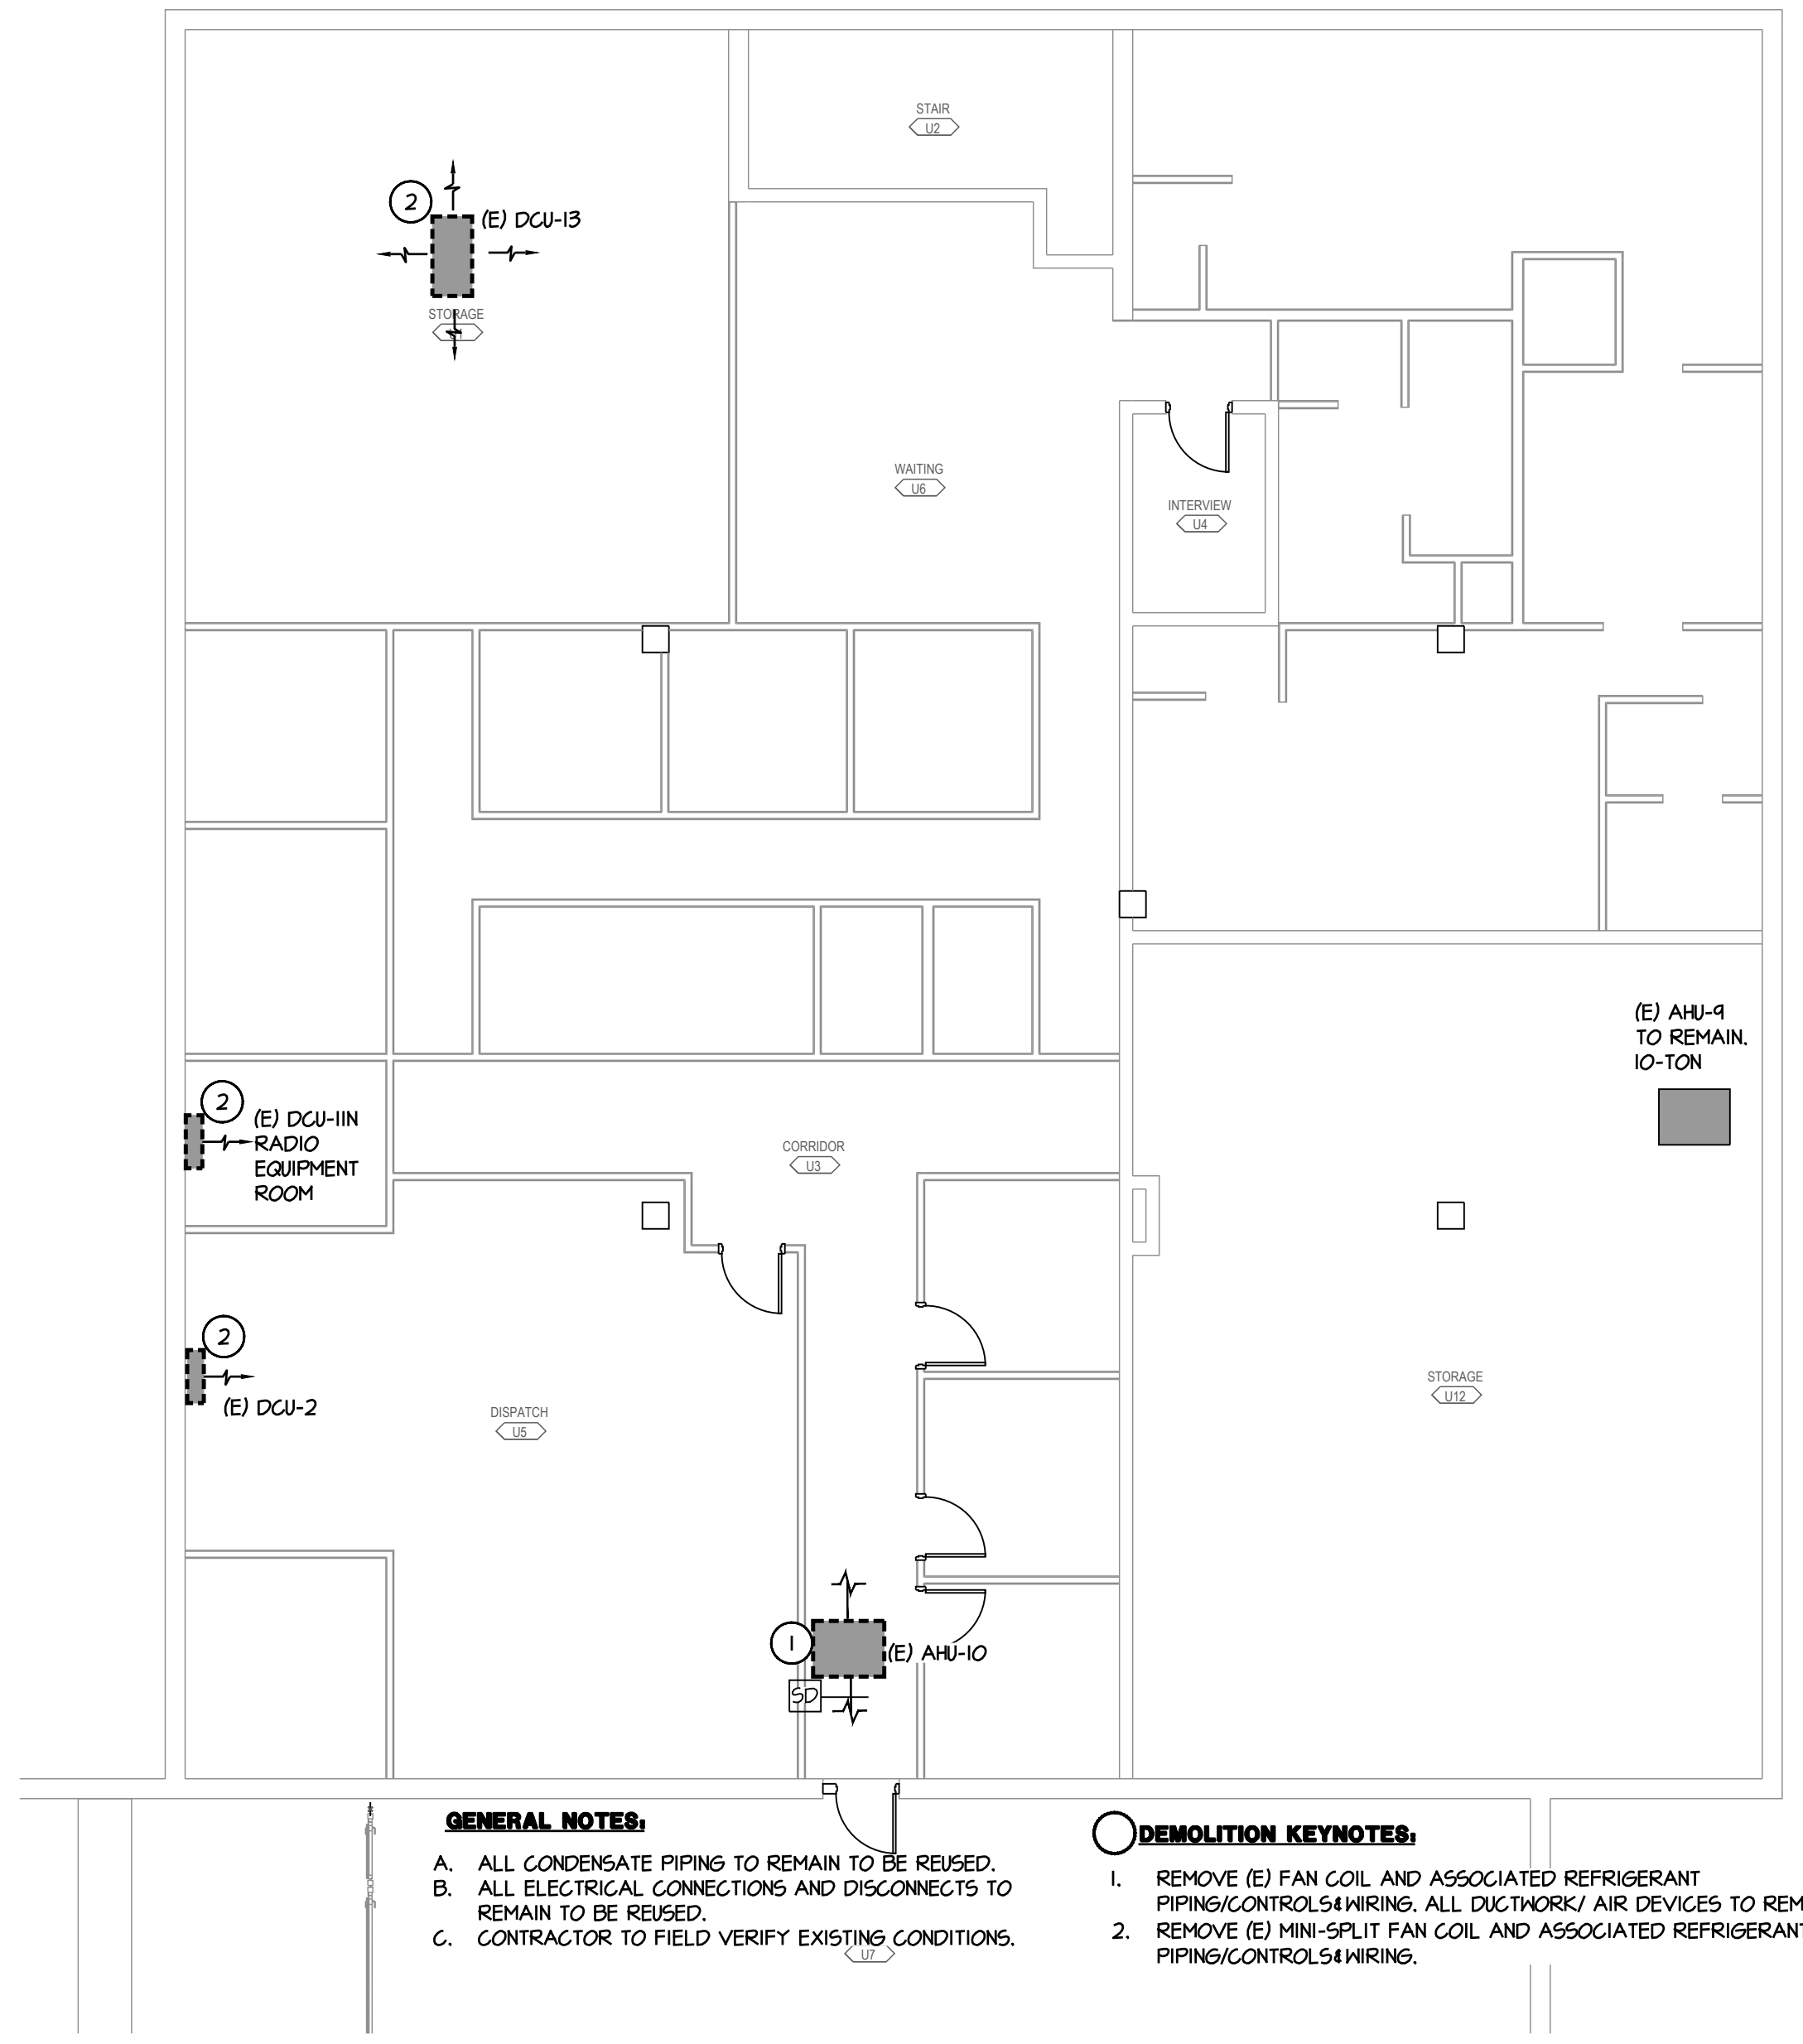 STAIR
U2
2
(E) DCU-13
STORAGE
WAITING
U6
INTERVIEW
U4
(E) AHU-9
TO REMAIN.
10-TON
2
(E) DCU-11N
RADIO
EQUIPMENT
ROOM
CORRIDOR
U3
2
(E) DCU-2
DISPATCH
U5
STORAGE
U12
1
(E) AHU-10
SD
GENERAL NOTES:
A. ALL CONDENSATE PIPING TO REMAIN TO BE REUSED.
B. ALL ELECTRICAL CONNECTIONS AND DISCONNECTS TO
REMAIN TO BE REUSED.
C. CONTRACTOR TO FIELD VERIFY EXISTING CONDITIONS.
U7
DEMOLITION KEYNOTES:
1. REMOVE (E) FAN COIL AND ASSOCIATED REFRIGERANT
PIPING/CONTROLS&WIRING. ALL DUCTWORK/ AIR DEVICES TO REM
2. REMOVE (E) MINI-SPLIT FAN COIL AND ASSOCIATED REFRIGERANT
PIPING/CONTROLS&WIRING.